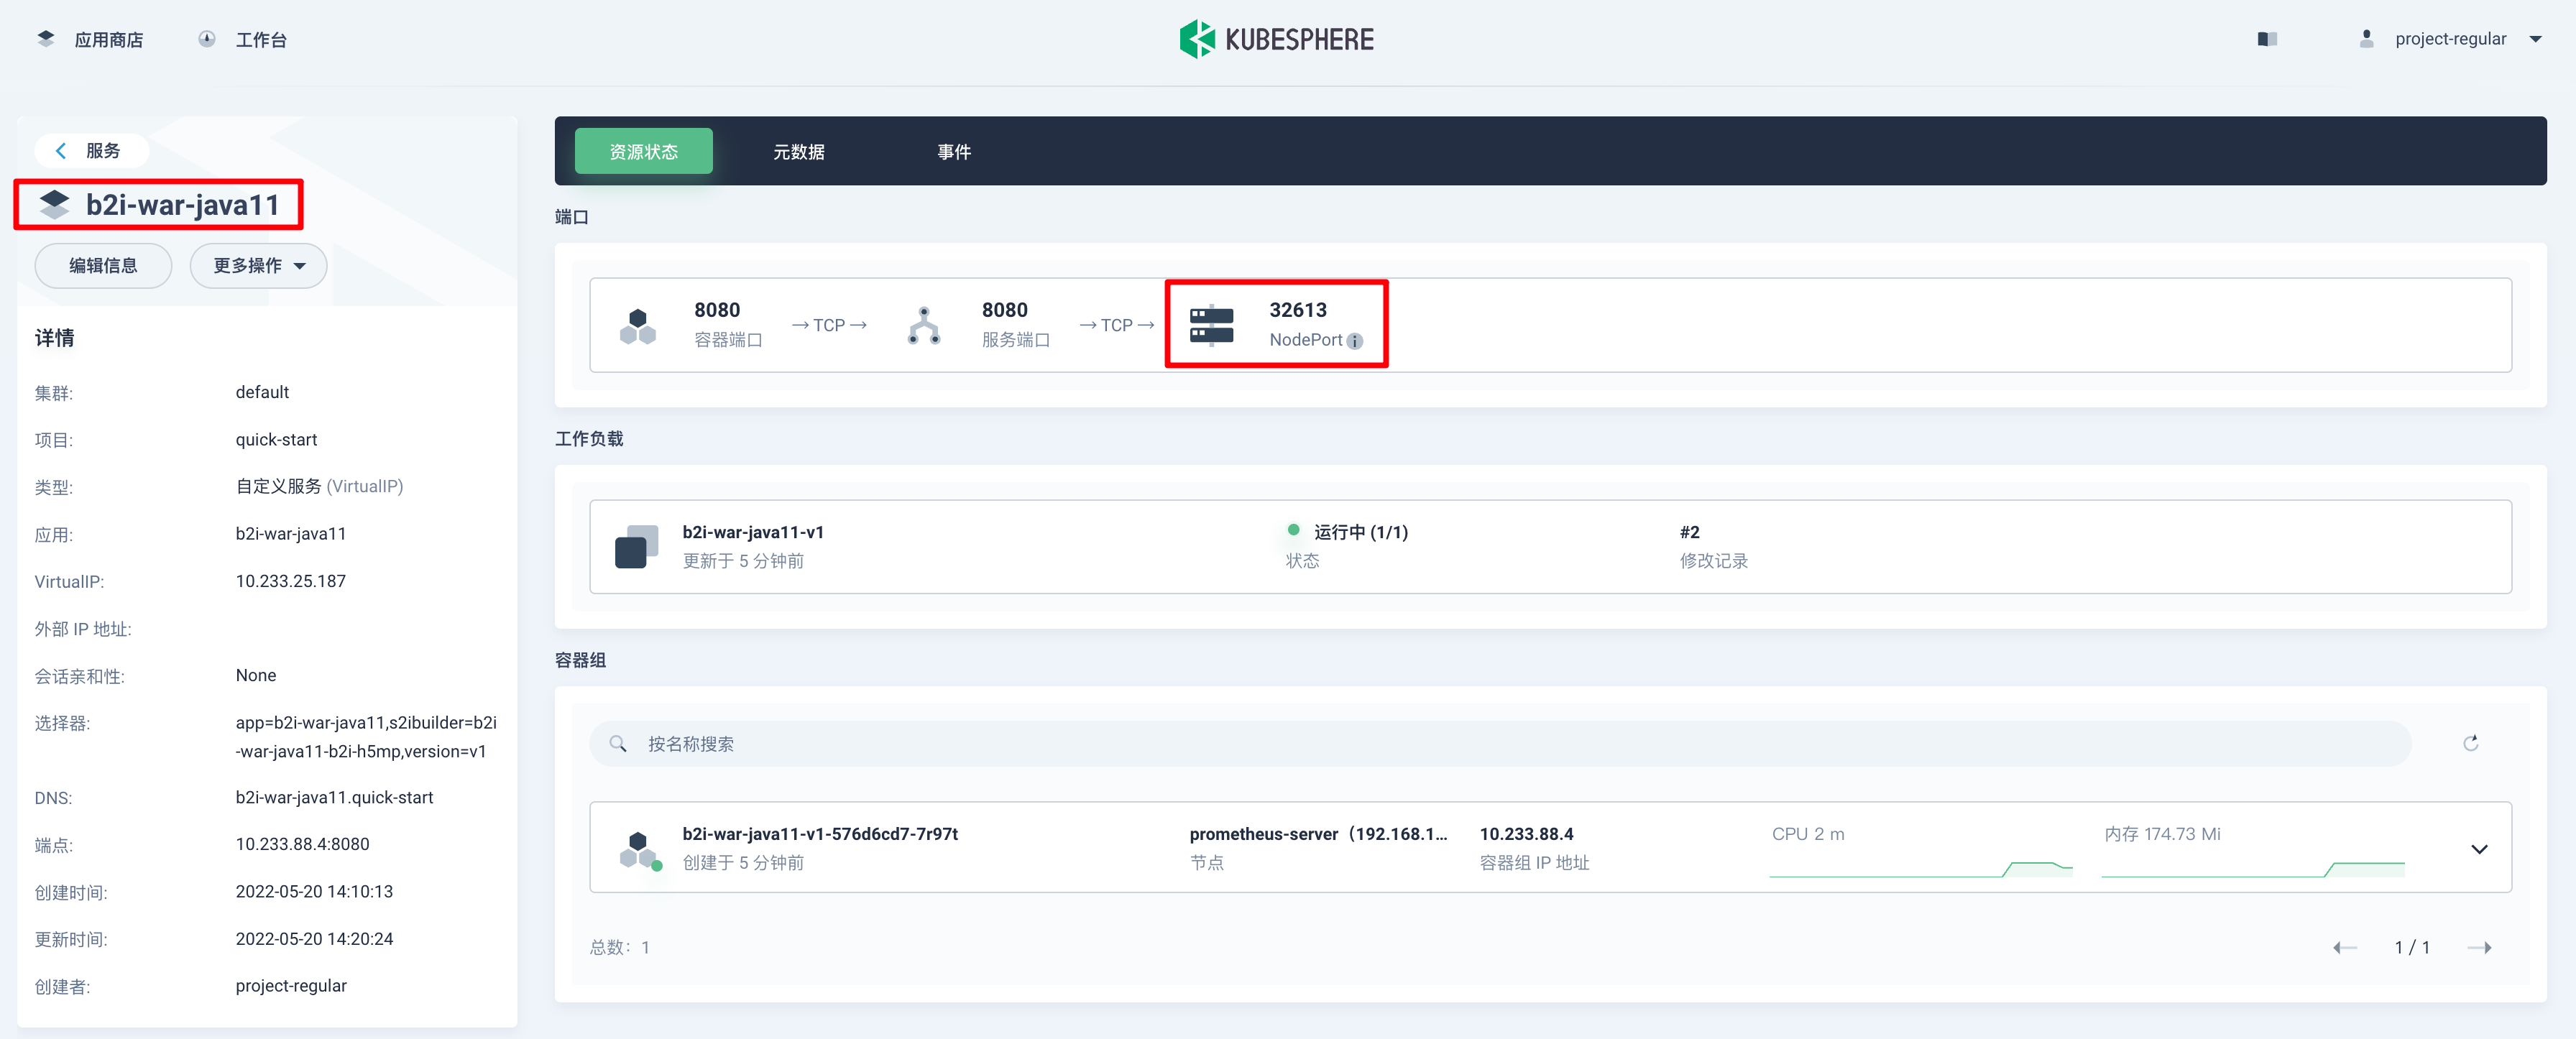 应用商店
工作台
KUBESPHERE
project-regular
服务
b2i-war-java11
编辑信息
更多操作
详情
集群:
default
项目:
quick-start
类型:
自定义服务 (VirtualIP)
应用:
b2i-war-java11
VirtualIP:
10.233.25.187
外部 IP 地址:
会话亲和性:
None
选择器:
app=b2i-war-java11,s2ibuilder=b2i
-war-java11-b2i-h5mp,version=v1
DNS:
b2i-war-java11.quick-start
端点:
10.233.88.4:8080
创建时间:
2022-05-20 14:10:13
更新时间:
2022-05-20 14:20:24
创建者:
project-regular
资源状态
元数据
事件
端口
8080
容器端口
→ TCP →
8080
服务端口
→ TCP →
32613
NodePort
工作负载
b2i-war-java11-v1
更新于 5 分钟前
运行中 (1/1)
状态
#2
修改记录
容器组
按名称搜索
b2i-war-java11-v1-576d6cd7-7r97t
创建于 5 分钟前
prometheus-server（192.168.1...
节点
10.233.88.4
容器组 IP 地址
CPU 2 m
内存 174.73 Mi
总数：1
1 / 1